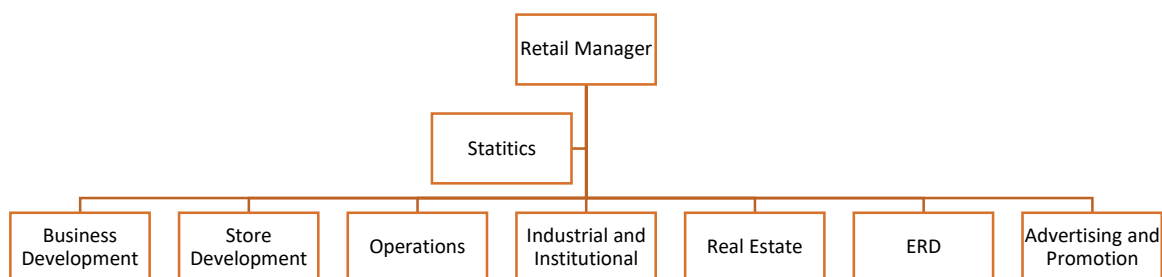 Retail Manager
Statitics
Business
Development
Store
Development
Operations
Industrial and
Institutional
Real Estate
ERD
Advertising and
Promotion